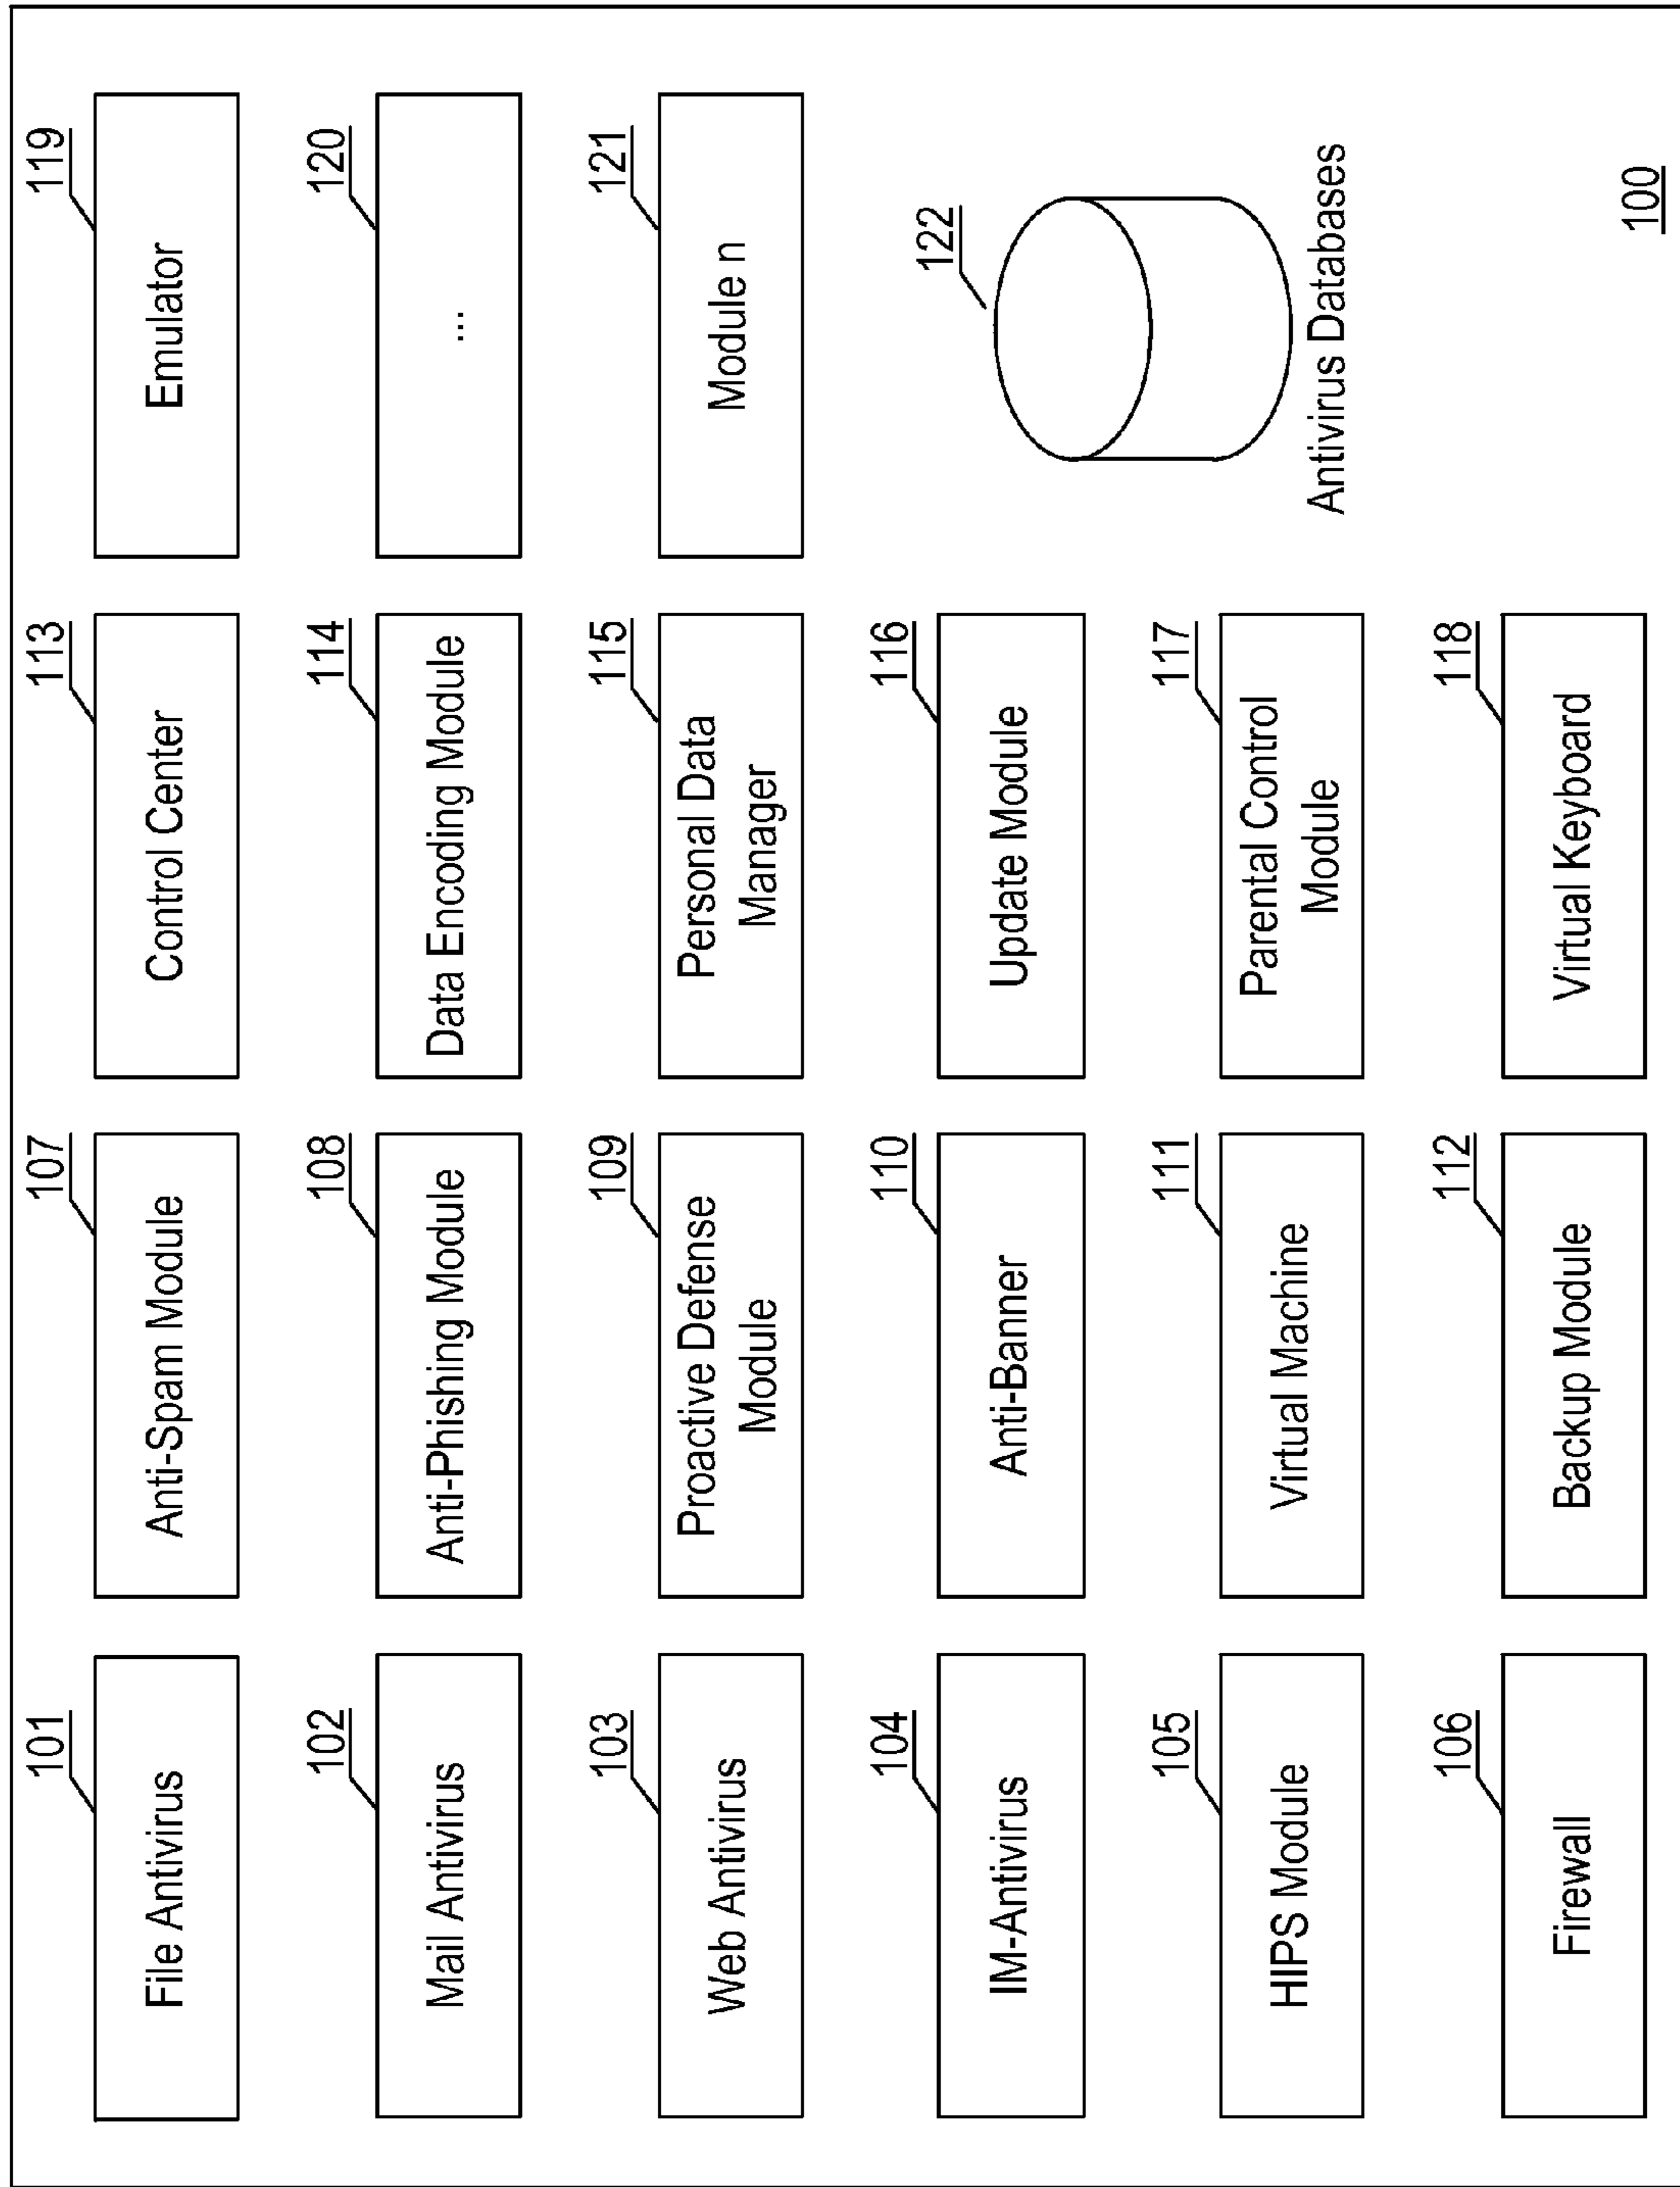 101
File Antivirus
102
Mail Antivirus
103
Web Antivirus
104
IM-Antivirus
105
HIPS Module
106
Firewall
107
Anti-Spam Module
108
Anti-Phishing Module
109
Proactive Defense
Module
110
Anti-Banner
111
Virtual Machine
112
Backup Module
113
Control Center
114
Data Encoding Module
115
Personal Data
Manager
116
Update Module
117
Parental Control
Module
118
Virtual Keyboard
119
Emulator
120
...
121
Module n
122
Antivirus Databases
100